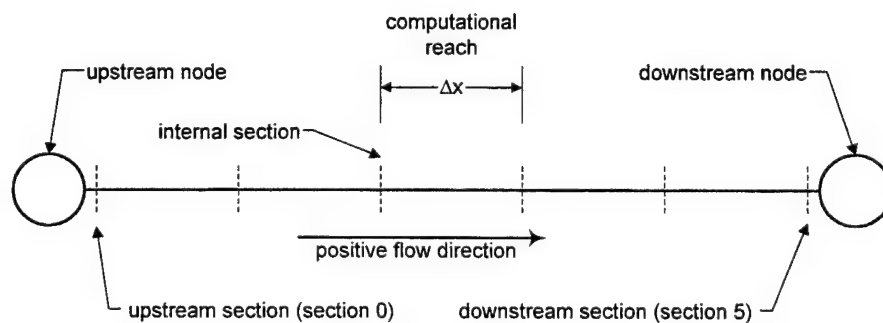 computational
reach
upstream node
downstream node
Δx
internal section
positive flow direction
upstream section (section 0)
downstream section (section 5)